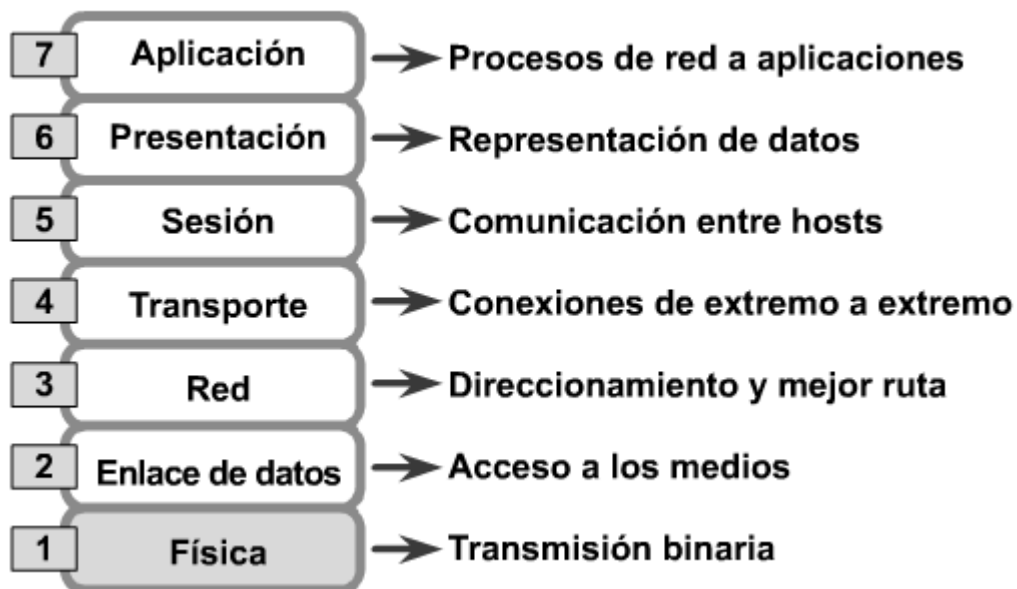 7 Aplicación Procesos de red a aplicaciones
6 Presentación Representación de datos
5 Sesión Comunicación entre hosts
4 Transporte Conexiones de extremo a extremo
3 Red Direccionamiento y mejor ruta
2 Enlace de datos Acceso a los medios
1 Física Transmisión binaria